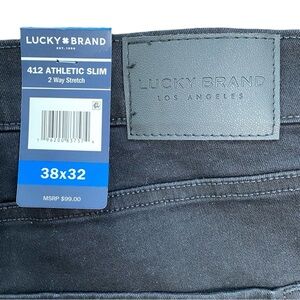 LUCKY BRAND
EST. 1990
412 ATHLETIC SLIM
2 Way Stretch
38x32
MSRP $99.00
LUCKY BRAND
LOS ANGELES